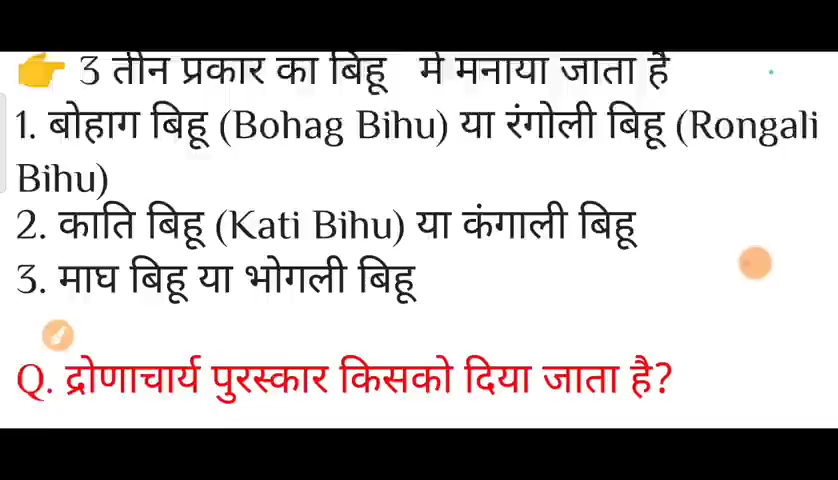 👉 3 तीन प्रकार का बिहू में मनाया जाता है
1. बोहाग बिहू (Bohag Bihu) या रंगोली बिहू (Rongali
Bihu)
2. काति बिहू (Kati Bihu) या कंगाली बिहू
3. माघ बिहू या भोगली बिहू
Q. द्रोणाचार्य पुरस्कार किसको दिया जाता है?